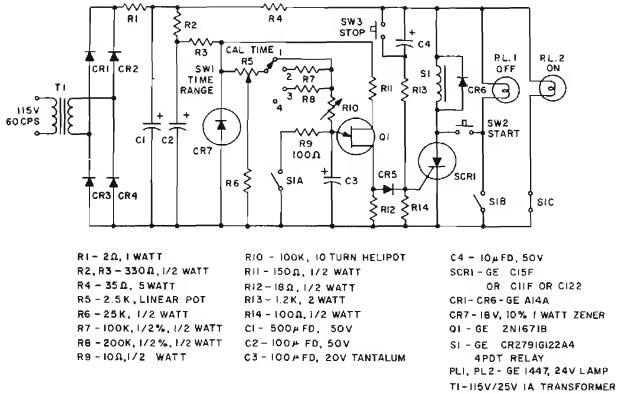 R1
R4
SW3
STOP
C4
R2
R3
CAL TIME
1
SW1
TIME
RANGE
R5
2
R7
3
R8
4
CR1
CR2
T1
115V
60CPS
C1
C2
CR7
R10
R9
100Ω
R11
Q1
R13
S1
CR6
P.L. 1
OFF
P.L. 2
ON
SW2
START
CR3
CR4
R6
S1A
C3
CR5
R12
R14
SCR1
S1B
S1C
R1 - 2Ω, 1 WATT
R2, R3 - 330Ω, 1/2 WATT
R4 - 35Ω, 5 WATT
R5 - 2.5K, LINEAR POT
R6 - 25K, 1/2 WATT
R7 - 100K, 1/2%, 1/2 WATT
R8 - 200K, 1/2%, 1/2 WATT
R9 - 10Ω, 1/2 WATT
R10 - 100K, 10 TURN HELIPOT
R11 - 150Ω, 1/2 WATT
R12 - 18Ω, 1/2 WATT
R13 - 1.2K, 2 WATT
R14 - 100Ω, 1/2 WATT
C1 - 500μFD, 50V
C2 - 100μ FD, 50V
C3 - 100μ FD, 20V TANTALUM
C4 - 10μFD, 50V
SCR1 - GE C15F
OR C11F OR C122
CR1 - CR6 - GE A14A
CR7 - 18V, 10% 1 WATT ZENER
Q1 - GE 2N1671B
S1 - GE CR2791G122A4
4PDT RELAY
PL1, PL2 - GE 1447, 24V LAMP
T1 - 115V/25V 1A TRANSFORMER